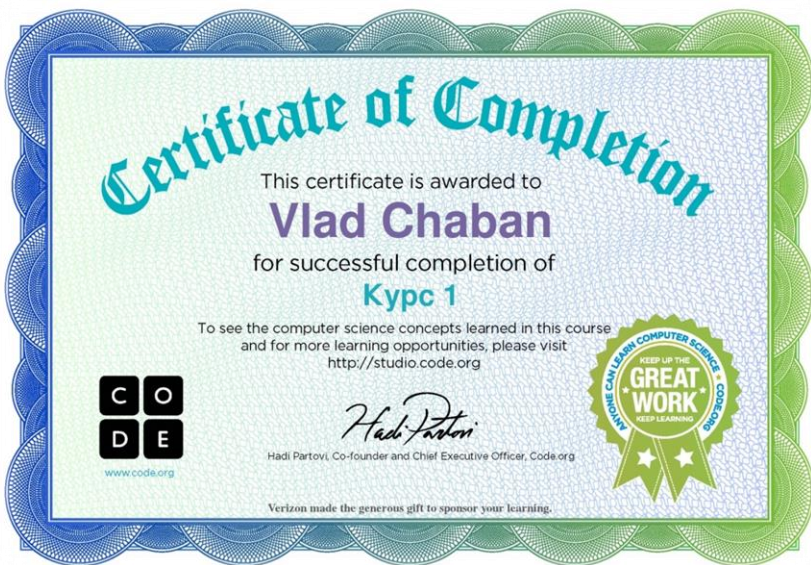 Certificate of Completion
This certificate is awarded to
Vlad Chaban
for successful completion of
Курс 1
To see the computer science concepts learned in this course
and for more learning opportunities, please visit
http://studio.code.org
C O
D E
www.code.org
Hadi Partovi
Hadi Partovi, Co-founder and Chief Executive Officer, Code.org
ANYONE CAN LEARN COMPUTER SCIENCE • CODE.ORG
KEEP UP THE
GREAT
WORK
KEEP LEARNING
Verizon made the generous gift to sponsor your learning.